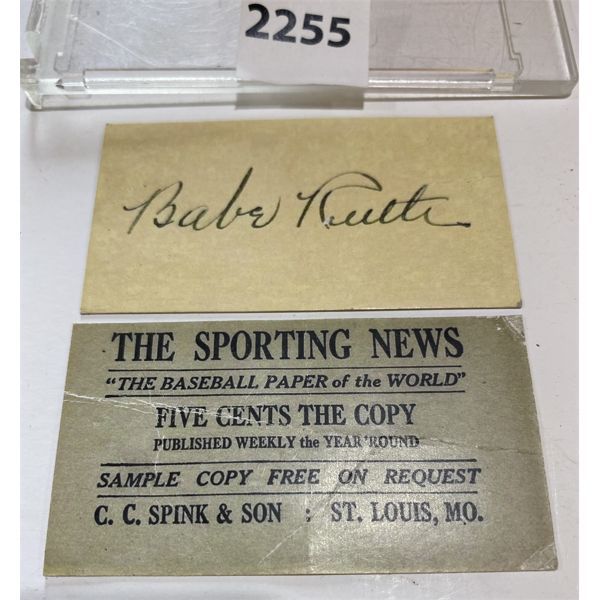 2255
Babe Ruth
THE SPORTING NEWS
"THE BASEBALL PAPER of the WORLD"
FIVE CENTS THE COPY
PUBLISHED WEEKLY the YEAR 'ROUND
SAMPLE COPY FREE ON REQUEST
C. C. SPINK & SON : ST. LOUIS, MO.